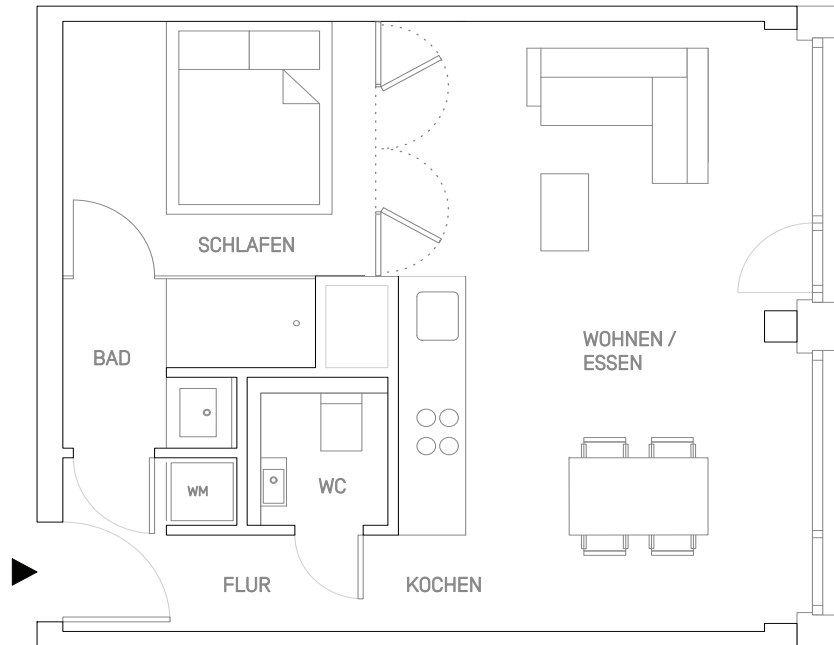 SCHLAFEN
BAD
WOHNEN /
ESSEN
WM
WC
FLUR
KOCHEN